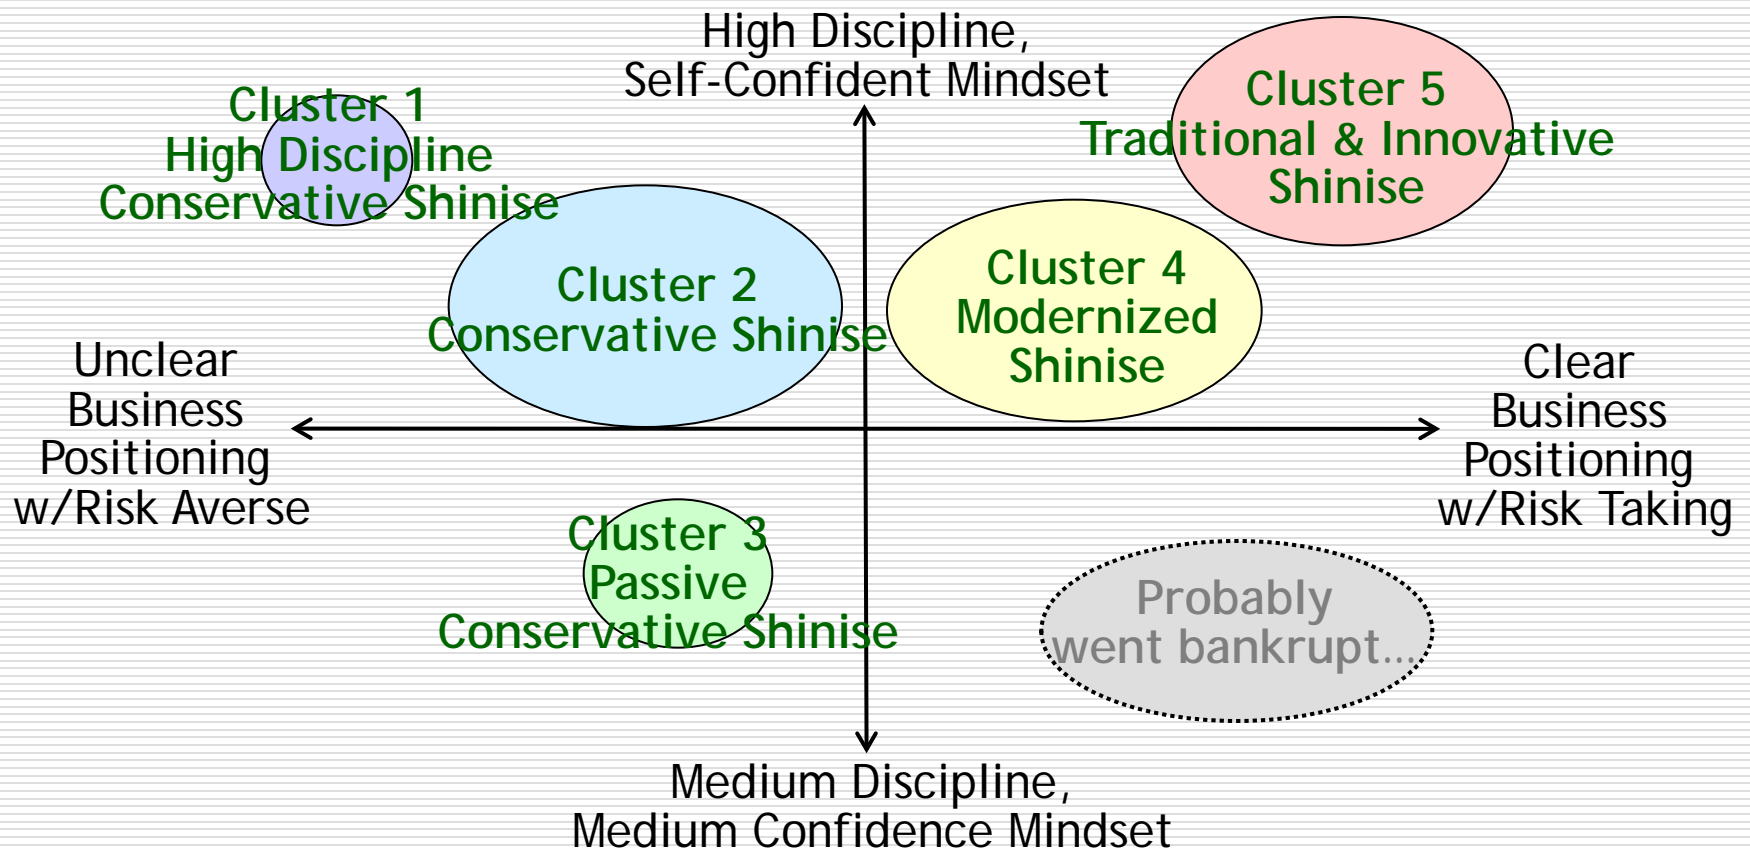 High Discipline,
Self-Confident Mindset
Cluster 1
High Discipline
Conservative Shinise
Cluster 5
Traditional & Innovative
Shinise
Cluster 2
Conservative Shinise
Cluster 4
Modernized
Shinise
Unclear
Business
Positioning
w/Risk Averse
Clear
Business
Positioning
w/Risk Taking
Cluster 3
Passive
Conservative Shinise
Probably
went bankrupt...
Medium Discipline,
Medium Confidence Mindset